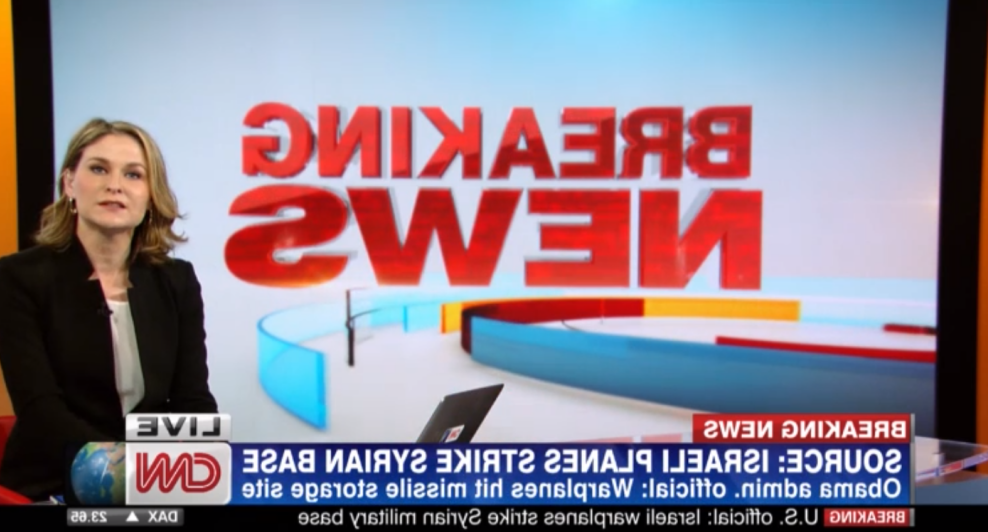 BREAKING
NEWS
BREAKING NEWS
LIVE
SOURCE: ISRAELI PLANES STRIKE SYRIAN BASE
Obama admin. official: Warplanes hit missile storage site
CNN
BREAKING U.S. official: Israeli warplanes strike Syrian military base
DAX ▲ 23.65